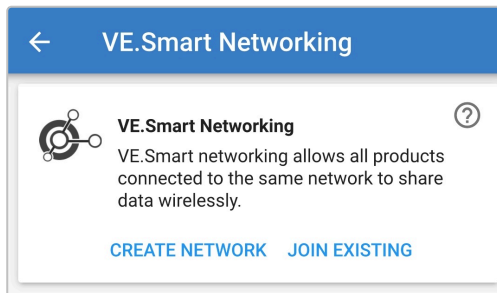 VE.Smart Networking
VE.Smart Networking
VE.Smart networking allows all products
connected to the same network to share
data wirelessly.
CREATE NETWORK JOIN EXISTING